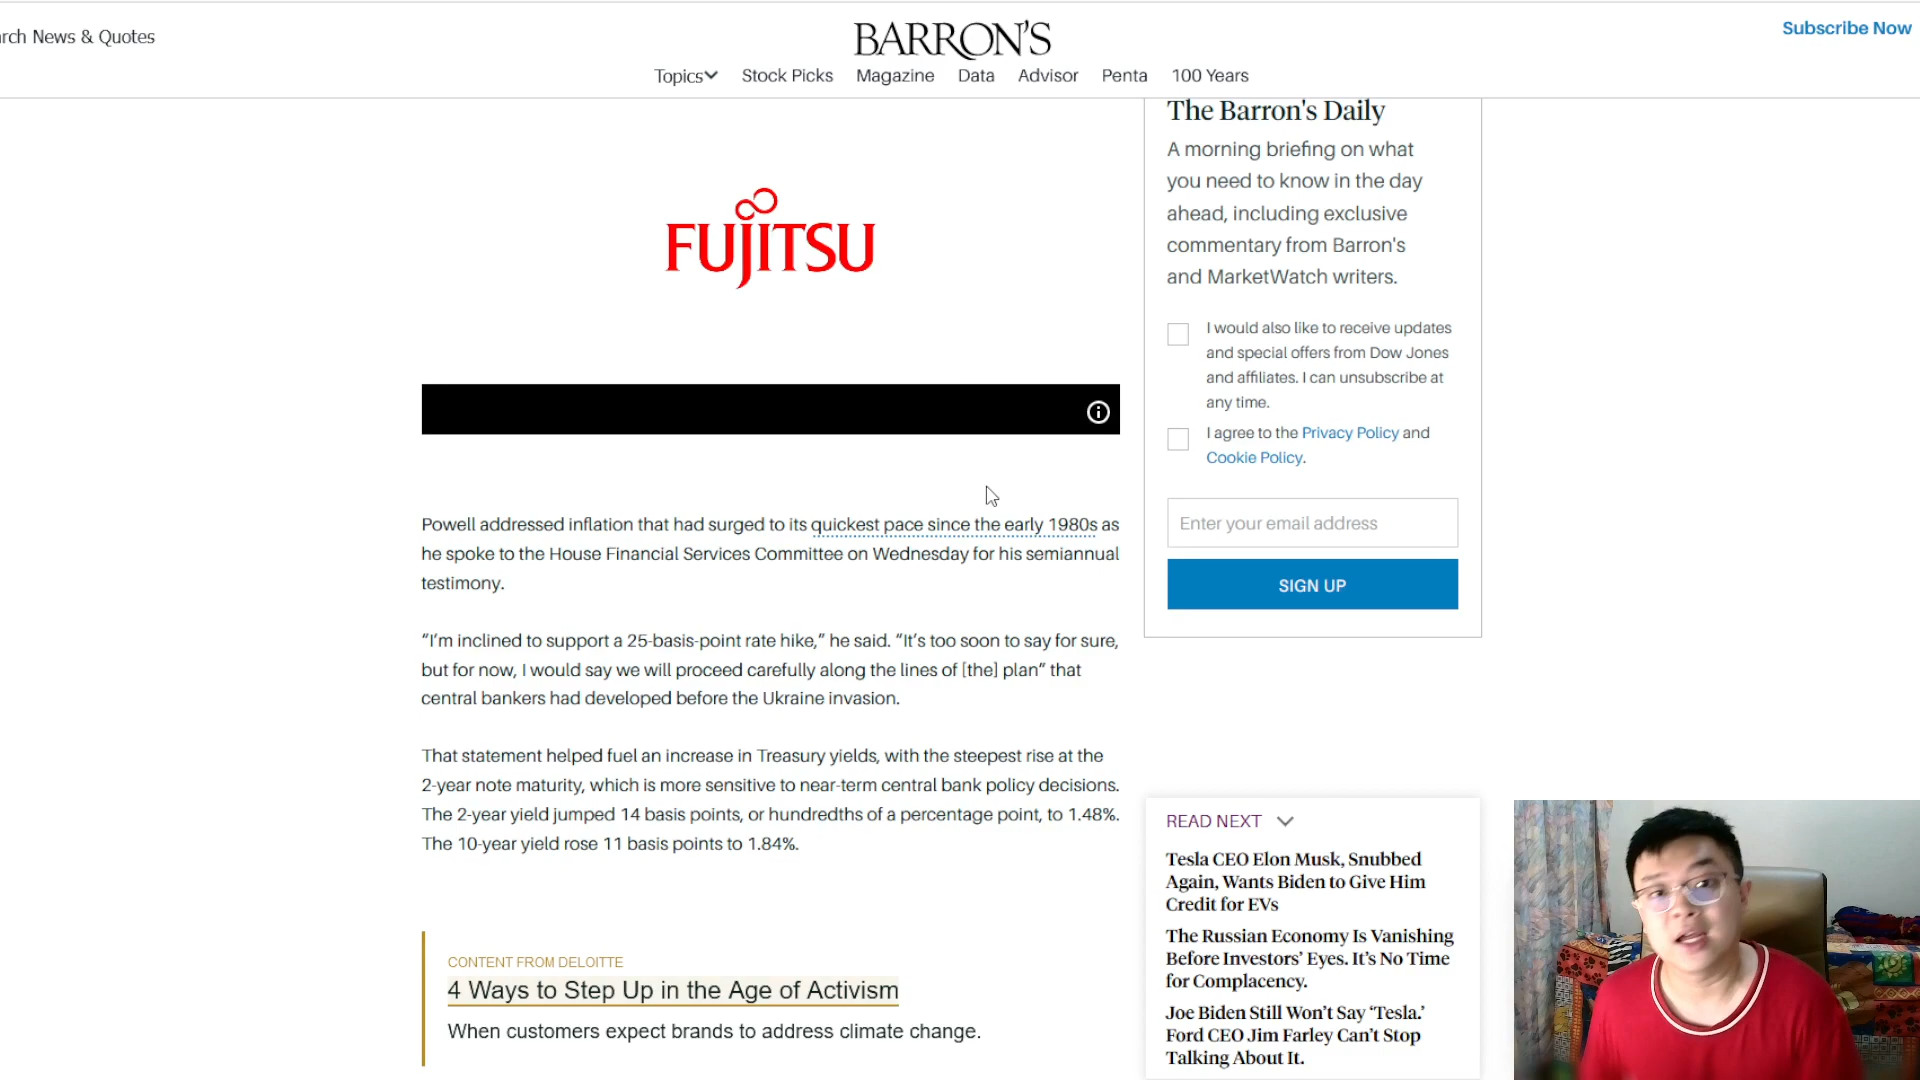 rch News & Quotes
BARRON'S
Subscribe Now
Topics
Stock Picks
Magazine
Data
Advisor
Penta
100 Years
FUJITSU
Powell addressed inflation that had surged to its quickest pace since the early 1980s as
he spoke to the House Financial Services Committee on Wednesday for his semiannual
testimony.
“I’m inclined to support a 25-basis-point rate hike,” he said. “It’s too soon to say for sure,
but for now, I would say we will proceed carefully along the lines of [the] plan” that
central bankers had developed before the Ukraine invasion.
That statement helped fuel an increase in Treasury yields, with the steepest rise at the
2-year note maturity, which is more sensitive to near-term central bank policy decisions.
The 2-year yield jumped 14 basis points, or hundredths of a percentage point, to 1.48%.
The 10-year yield rose 11 basis points to 1.84%.
CONTENT FROM DELOITTE
4 Ways to Step Up in the Age of Activism
When customers expect brands to address climate change.
The Barron's Daily
A morning briefing on what
you need to know in the day
ahead, including exclusive
commentary from Barron's
and MarketWatch writers.
I would also like to receive updates
and special offers from Dow Jones
and affiliates. I can unsubscribe at
any time.
I agree to the Privacy Policy and
Cookie Policy.
Enter your email address
SIGN UP
READ NEXT
Tesla CEO Elon Musk, Snubbed
Again, Wants Biden to Give Him
Credit for EVs
The Russian Economy Is Vanishing
Before Investors’ Eyes. It’s No Time
for Complacency.
Joe Biden Still Won’t Say ‘Tesla.’
Ford CEO Jim Farley Can’t Stop
Talking About It.